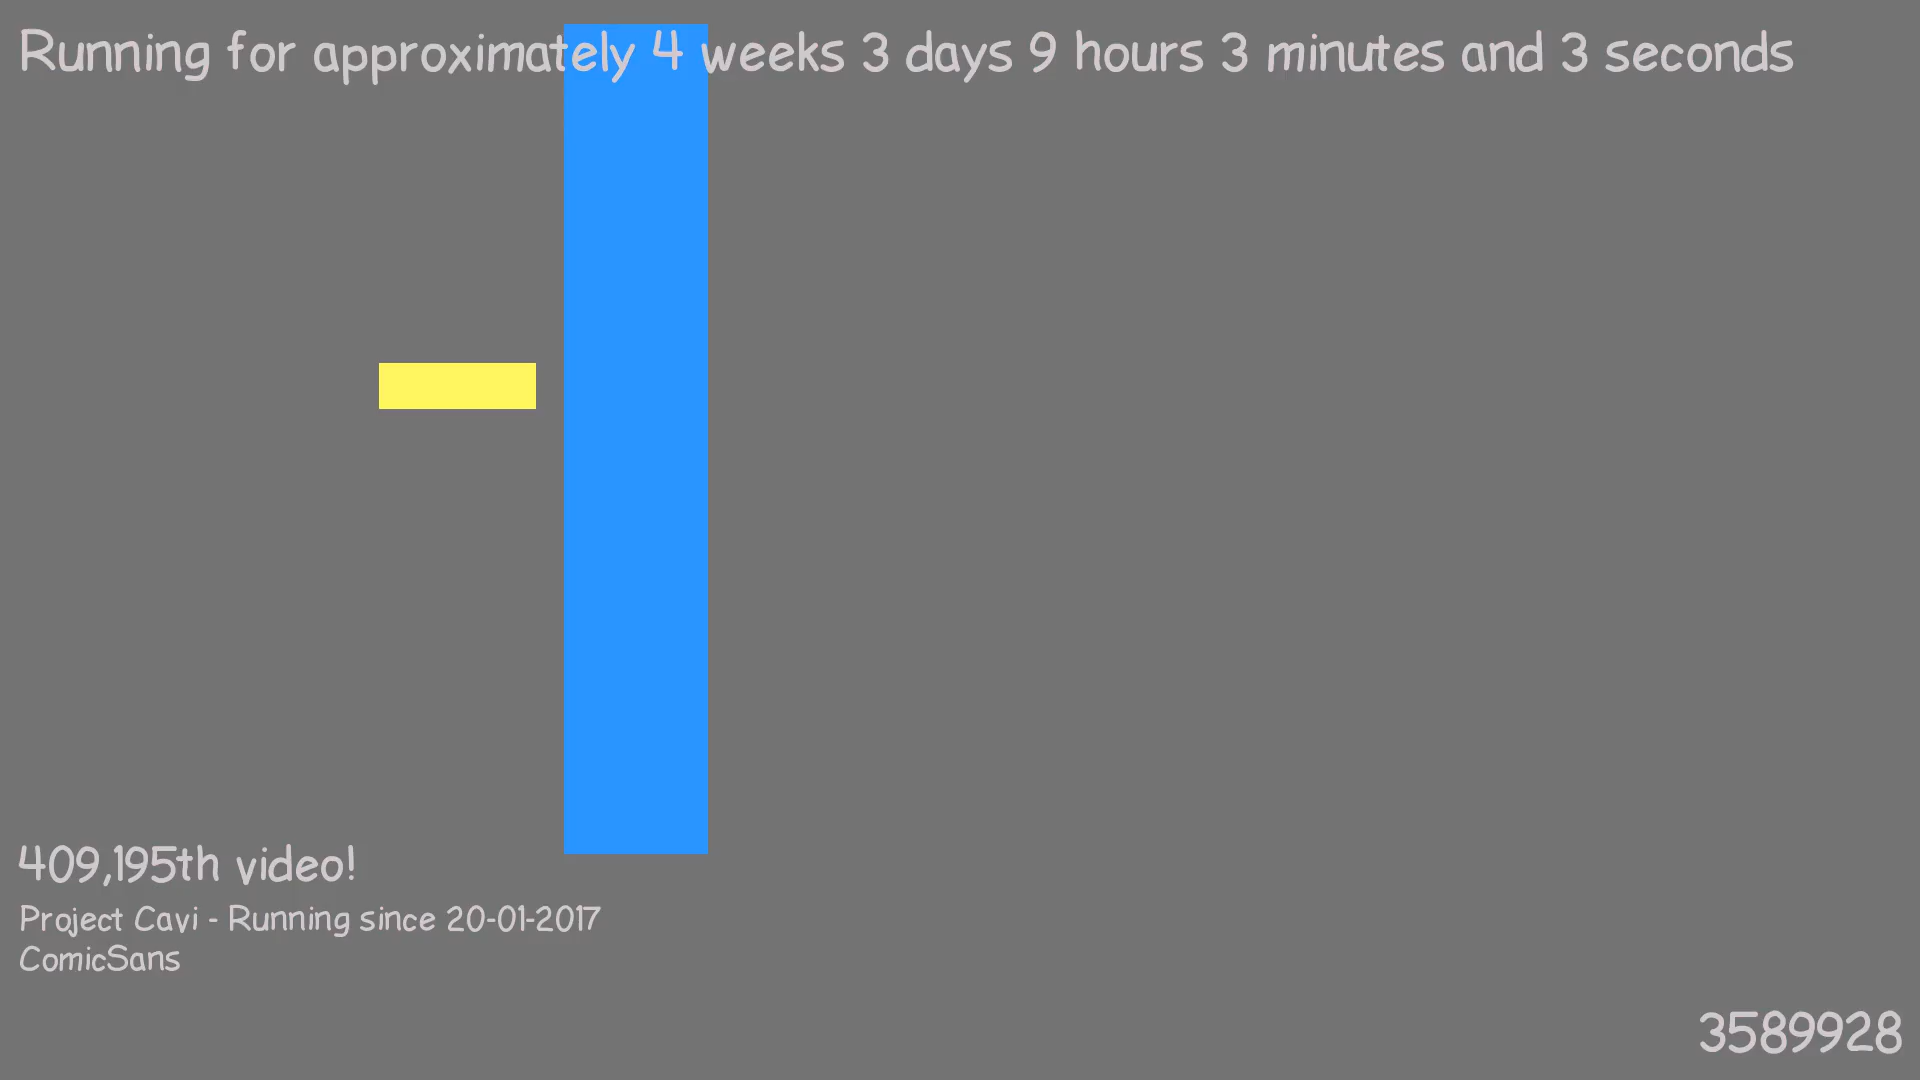 Running for approximately 4 weeks 3 days 9 hours 3 minutes and 3 seconds
409,195th video!
Project Cavi - Running since 20-01-2017
ComicSans
3589928